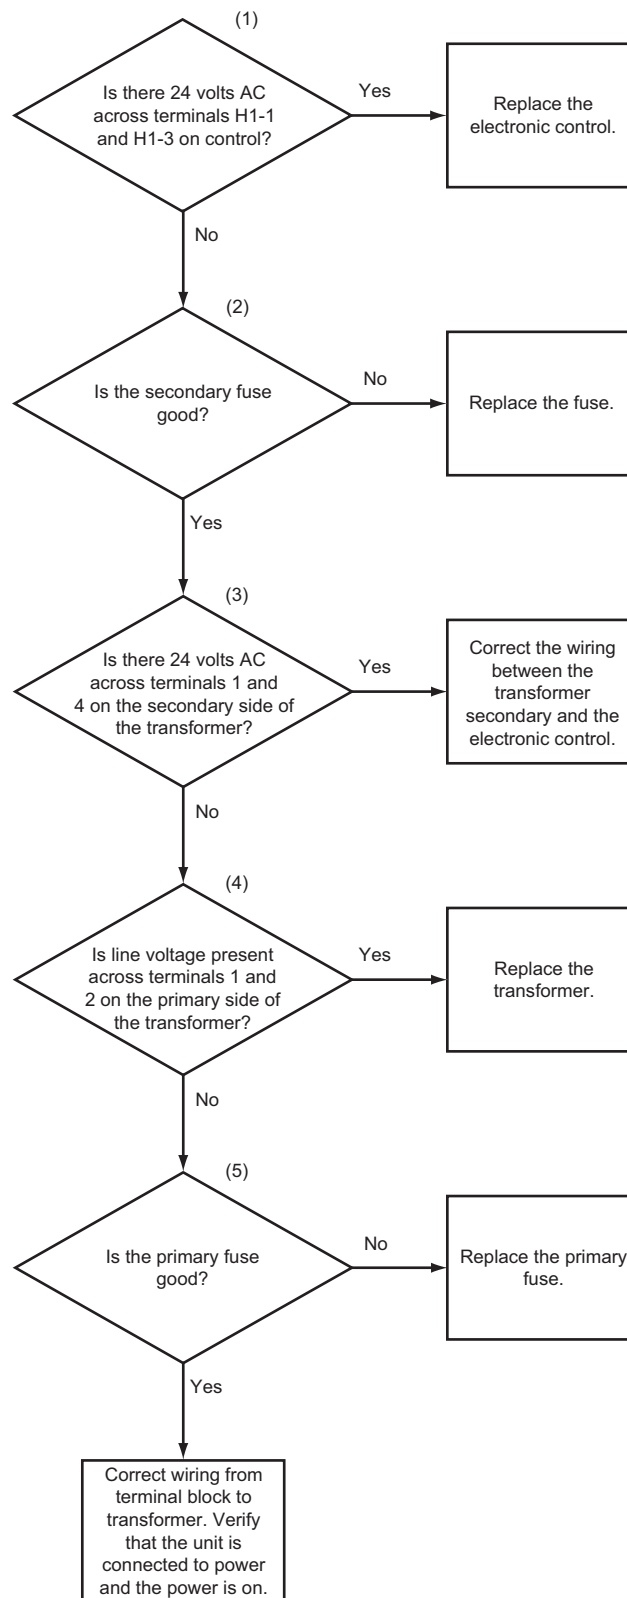 (1)
Is there 24 volts AC
across terminals H1-1
and H1-3 on control?
Yes
Replace the
electronic control.
No
(2)
Is the secondary fuse
good?
No
Replace the fuse.
Yes
(3)
Is there 24 volts AC
across terminals 1 and
4 on the secondary side of
the transformer?
Yes
Correct the wiring
between the
transformer
secondary and the
electronic control.
No
(4)
Is line voltage present
across terminals 1 and
2 on the primary side of
the transformer?
Yes
Replace the
transformer.
No
(5)
Is the primary fuse
good?
No
Replace the primary
fuse.
Yes
Correct wiring from
terminal block to
transformer. Verify
that the unit is
connected to power
and the power is on.